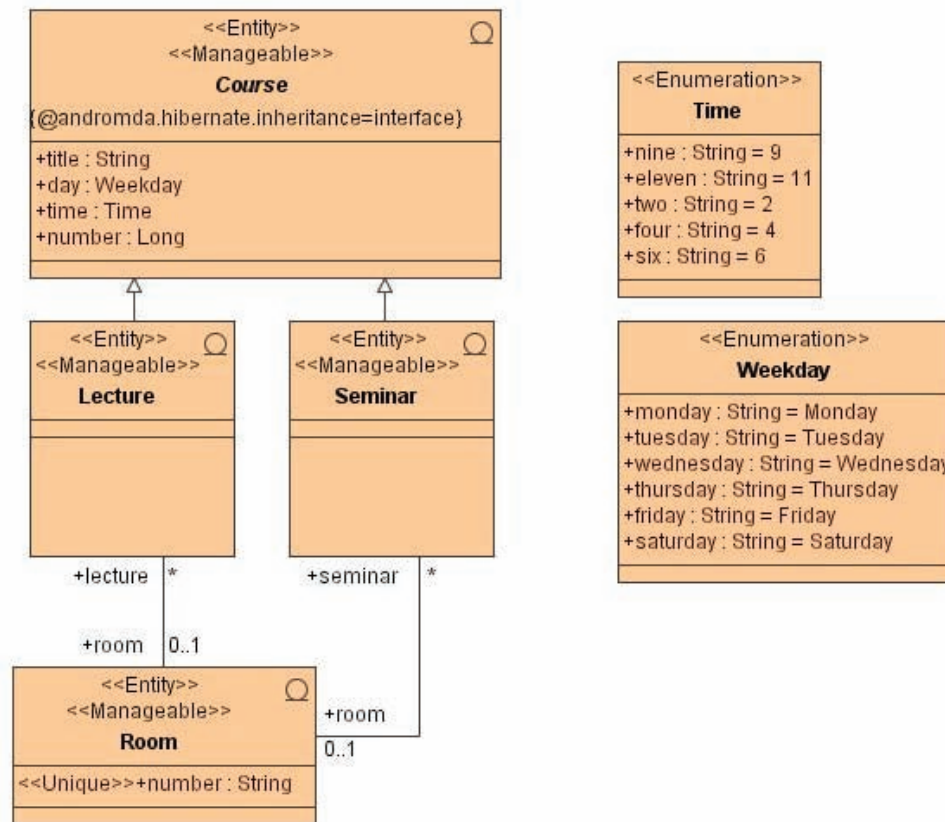 <<Entity>>
<<Manageable>>
Course
{@andromda.hibernate.inheritance=interface}
+title : String
+day : Weekday
+time : Time
+number : Long
<<Enumeration>>
Time
+nine : String = 9
+eleven : String = 11
+two : String = 2
+four : String = 4
+six : String = 6
<<Entity>>
<<Manageable>>
Lecture
<<Entity>>
<<Manageable>>
Seminar
<<Enumeration>>
Weekday
+monday : String = Monday
+tuesday : String = Tuesday
+wednesday : String = Wednesday
+thursday : String = Thursday
+friday : String = Friday
+saturday : String = Saturday
+lecture *
+seminar *
+room 0..1
<<Entity>>
<<Manageable>>
Room
<<Unique>>+number : String
+room
0..1